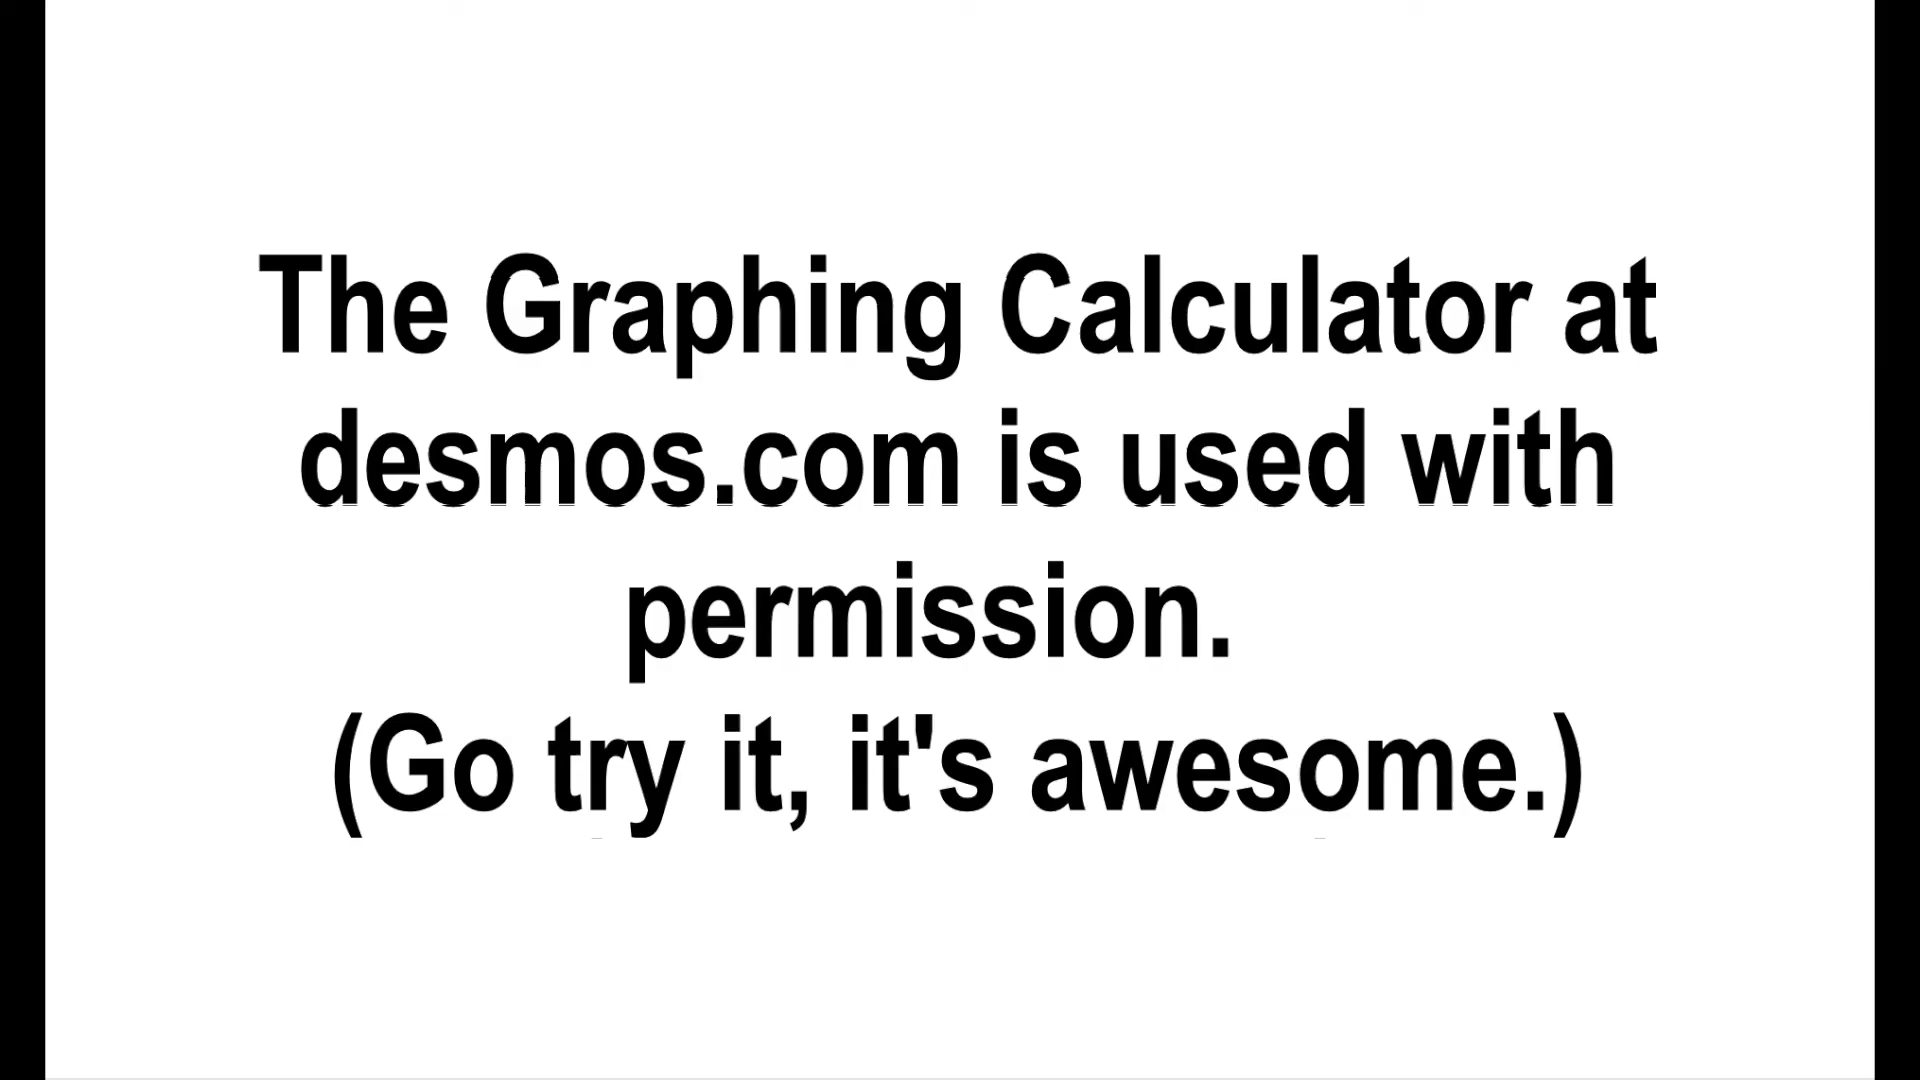 The Graphing Calculator at
desmos.com is used with
permission.
(Go try it, it's awesome.)